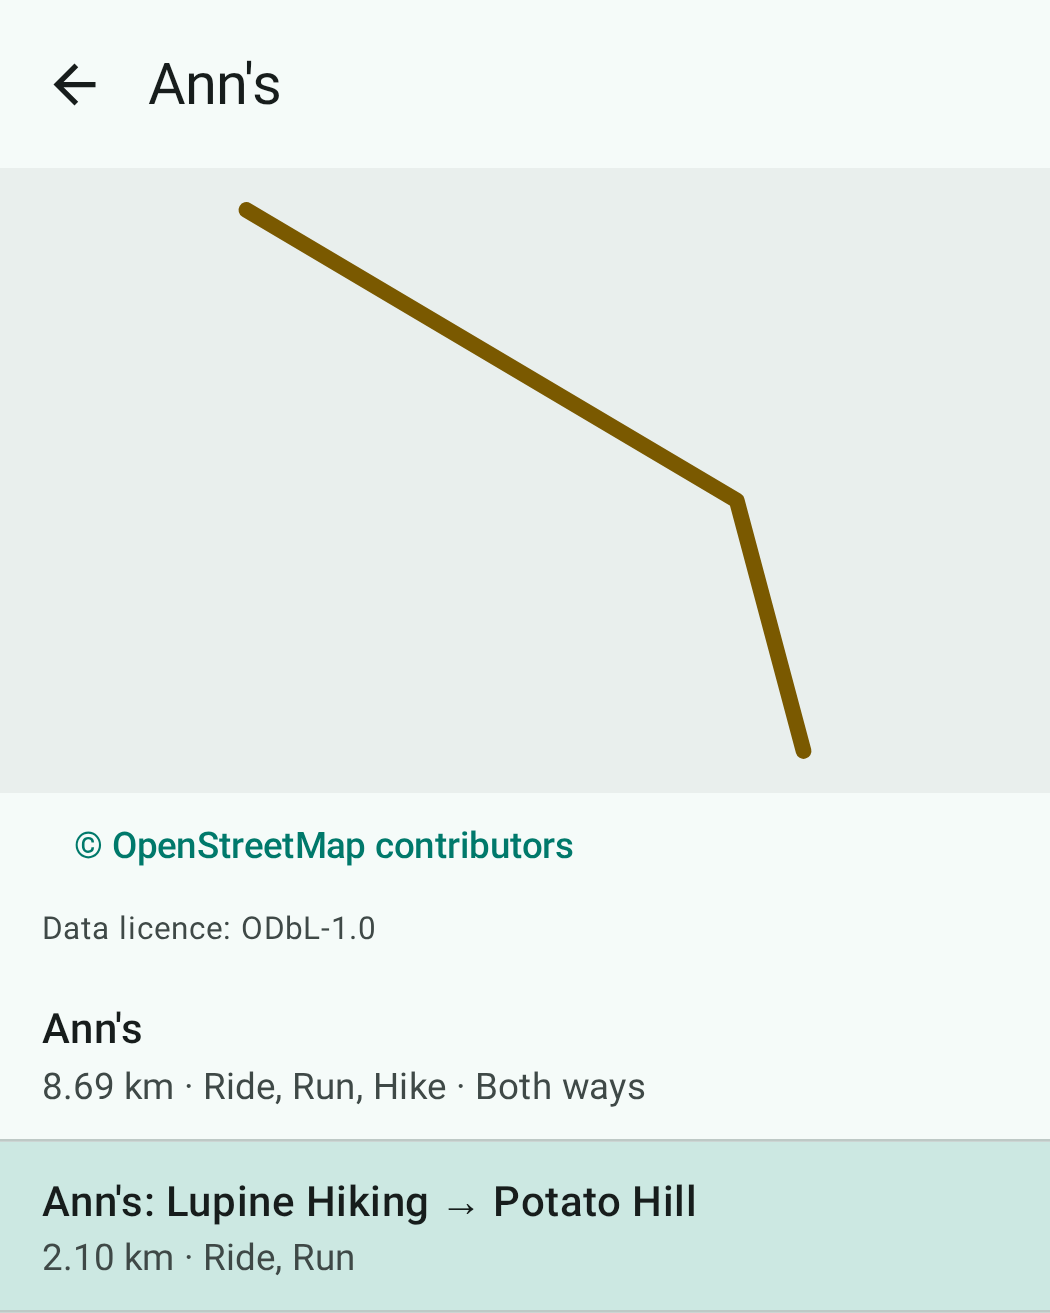 Ann's
© OpenStreetMap contributors
Data licence: ODbL-1.0
Ann's
8.69 km · Ride, Run, Hike · Both ways
Ann's: Lupine Hiking → Potato Hill
2.10 km · Ride, Run